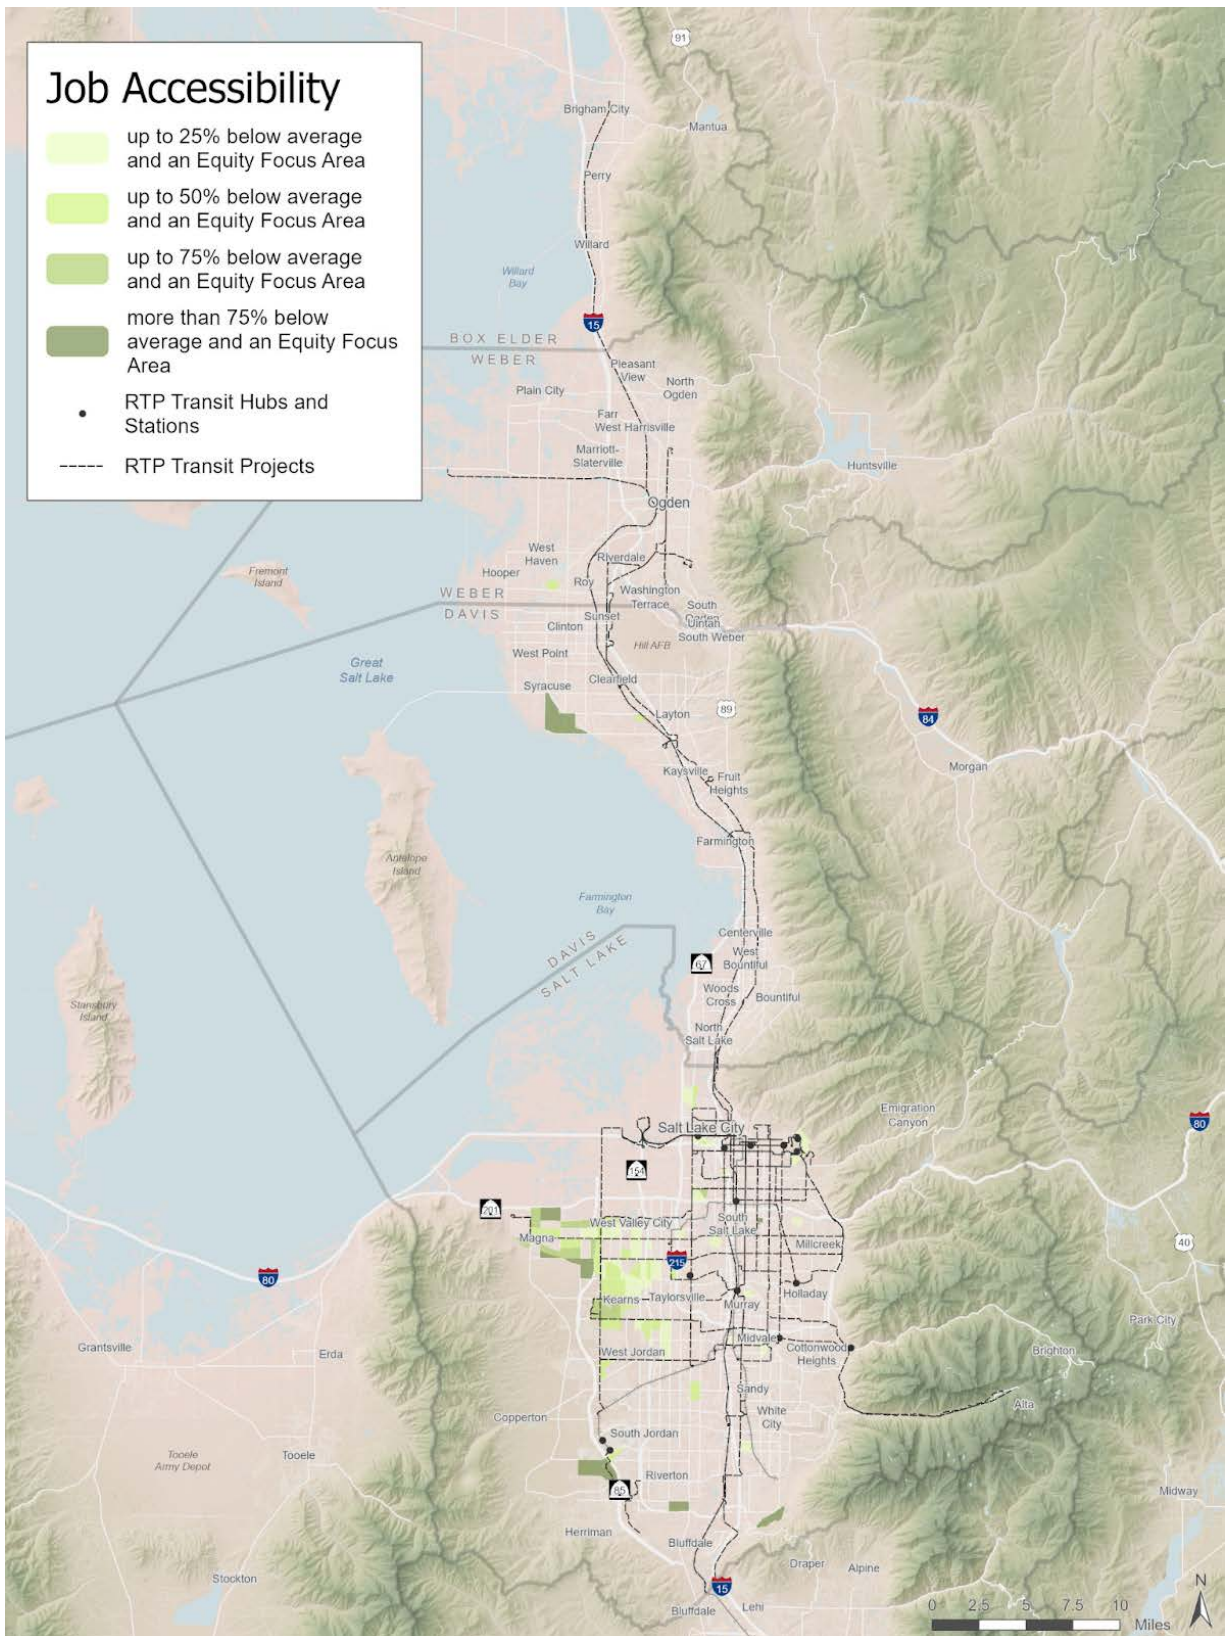 Job Accessibility
up to 25% below average
and an Equity Focus Area
up to 50% below average
and an Equity Focus Area
up to 75% below average
and an Equity Focus Area
more than 75% below
average and an Equity Focus
Area
RTP Transit Hubs and
Stations
RTP Transit Projects
91
Brigham City
Mantua
Perry
Willard
Willard
Bay
15
BOX ELDER
WEBER
Pleasant
View
North
Ogden
Plain City
Farr
West Harrisville
Marriott-
Slaterville
Huntsville
Ogden
West
Haven
Riverdale
Hooper
Roy
Fremont
Island
Washington
Terrace
WEBER
DAVIS
South
Ogden
Uintah
South Weber
Sunset
Clinton
Hill AFB
West Point
Great
Salt Lake
Syracuse
Clearfield
Layton
89
84
Morgan
Kaysville
Fruit
Heights
Farmington
Antelope
Island
Farmington
Bay
DAVIS
SALT LAKE
Centerville
West
Bountiful
67
Woods
Cross
Bountiful
Stansbury
Island
North
Salt Lake
Emigration
Canyon
80
Salt Lake City
154
201
West Valley City
South
Salt Lake
Magna
Millcreek
40
215
80
Kearns
Taylorsville
Murray
Holladay
Park City
Grantsville
Erda
West Jordan
Midvale
Cottonwood
Heights
Brighton
Sandy
Alta
White
City
Copperton
South Jordan
Tooele
Army Depot
Tooele
Riverton
85
Midway
Herriman
Bluffdale
Draper
Alpine
Stockton
15
Bluffdale
Lehi
N
0 2.5 5 7.5 10
Miles